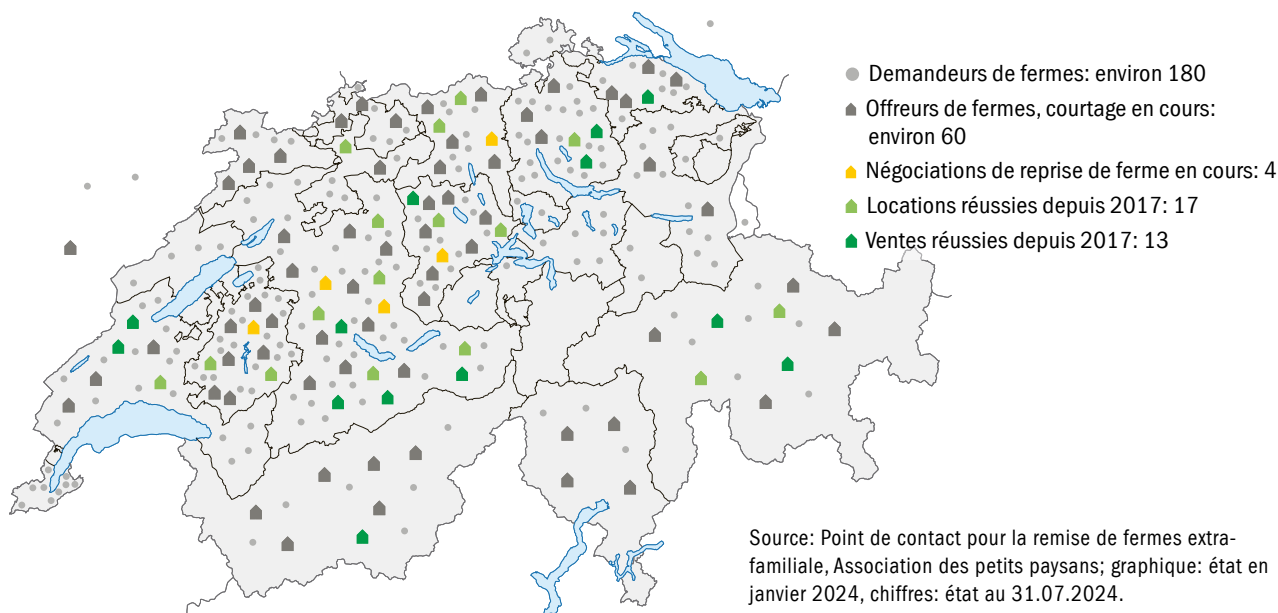 Demandeurs de fermes: environ 180
Offreurs de fermes, courtage en cours:
environ 60
Négociations de reprise de ferme en cours: 4
Locations réussies depuis 2017: 17
Ventes réussies depuis 2017: 13
Source: Point de contact pour la remise de fermes extra-
familiale, Association des petits paysans; graphique: état en
janvier 2024, chiffres: état au 31.07.2024.